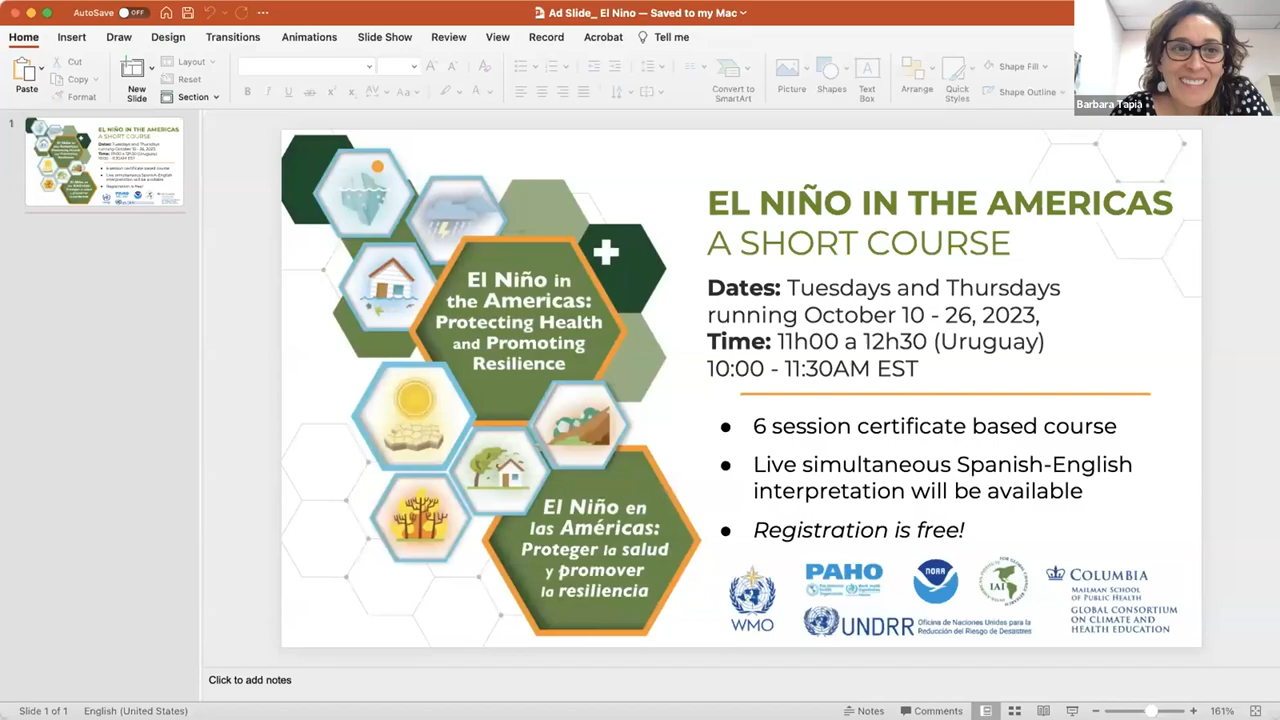 AutoSave
OFF
Ad Slide_ El Nino — Saved to my Mac
Home Insert Draw Design Transitions Animations Slide Show Review View Record Acrobat Tell me
Paste
Cut
Copy
Format
New
Slide
Layout
Reset
Section
Convert to
SmartArt
Picture
Shapes
Text
Box
Arrange
Quick
Styles
Shape Fill
Shape Outline
Barbara Tapia
1
EL NIÑO IN THE AMERICAS
A SHORT COURSE
Dates: Tuesdays and Thursdays
running October 10 - 26, 2023,
Time: 11h00 a 12h30 (Uruguay)
10:00 - 11:30AM EST
El Niño in
the Americas:
Protecting Health
and Promoting
Resilience
● 6 session certificate based course
● Live simultaneous Spanish-English
interpretation will be available
● Registration is free!
El Niño en
las Américas:
Proteger la salud
y promover
la resiliencia
WMO
PAHO
NOAA
IAI
COLUMBIA
MAILMAN SCHOOL
OF PUBLIC HEALTH
GLOBAL CONSORTIUM
ON CLIMATE AND
HEALTH EDUCATION
UNDRR
Oficina de Naciones Unidas para la
Reducción del Riesgo de Desastres
Click to add notes
Slide 1 of 1
English (United States)
Notes
Comments
161%